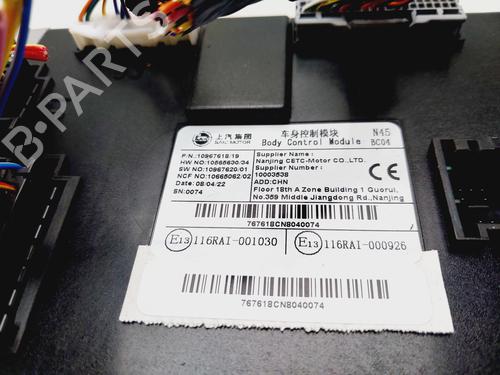 上汽集团
SAIC MOTOR
车身控制模块
Body Control Module
N45
BC04
P/N:10967618/19
HW NO:10565630/34
SW NO:10967620/01
NCF NO:10665062/02
Date: 08/04/22
SN:0074
Supplier Name:
Nanjing CETC-Motor CO.,LTD.
Supplier Number:
10003538
ADD:CHN
Floor 18th A Zone Building 1 Guorui,
No.359 Middle Jiangdong Rd.,Nanjing
CE
767618CN8040074
E13 116RAI-001030
E13 116RAI-000926
767618CN8040074